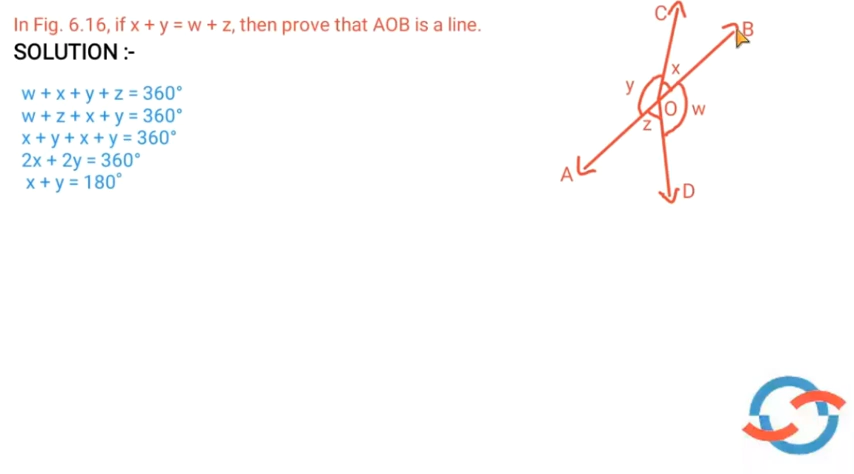 In Fig. 6.16, if x + y = w + z, then prove that AOB is a line.
SOLUTION :-
w + x + y + z = 360°
w + z + x + y = 360°
x + y + x + y = 360°
2x + 2y = 360°
x + y = 180°
C
B
x
y
O
w
z
A
D